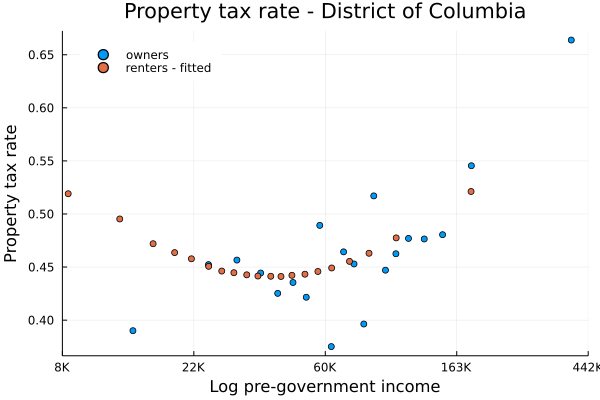 Property tax rate - District of Columbia
owners
renters - fitted
Property tax rate
0.65
0.60
0.55
0.50
0.45
0.40
8K 22K 60K 163K 442K
Log pre-government income